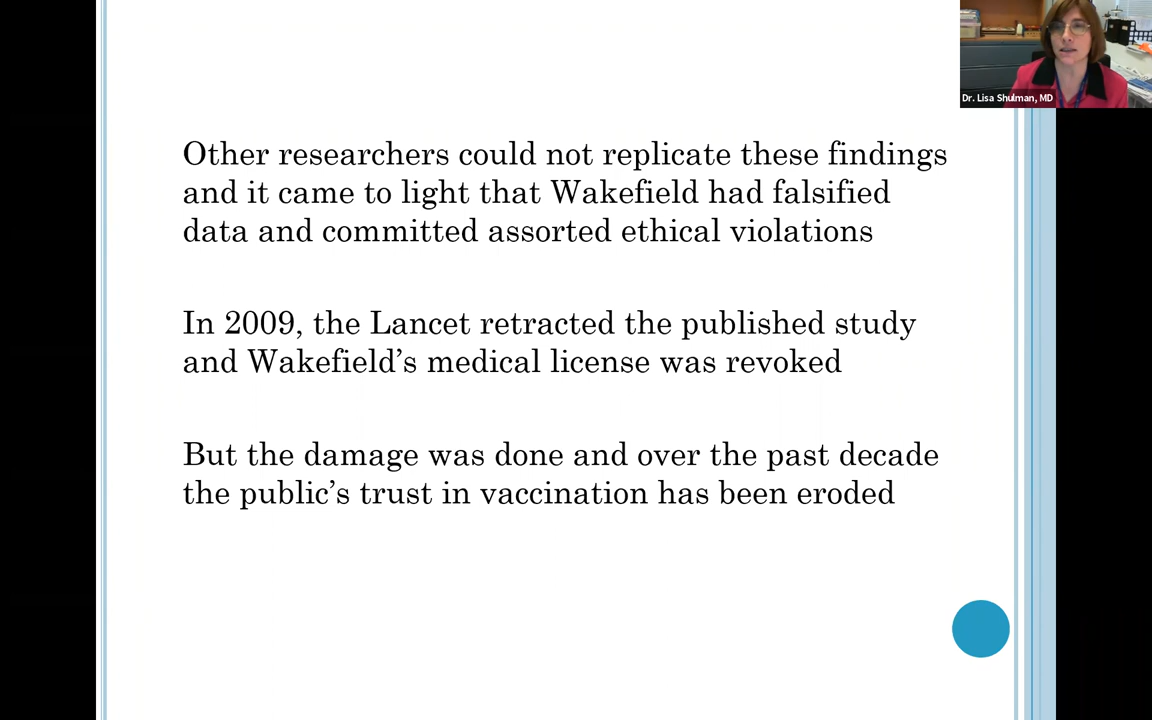 Dr. Lisa Shulman, MD
Other researchers could not replicate these findings
and it came to light that Wakefield had falsified
data and committed assorted ethical violations
In 2009, the Lancet retracted the published study
and Wakefield’s medical license was revoked
But the damage was done and over the past decade
the public’s trust in vaccination has been eroded